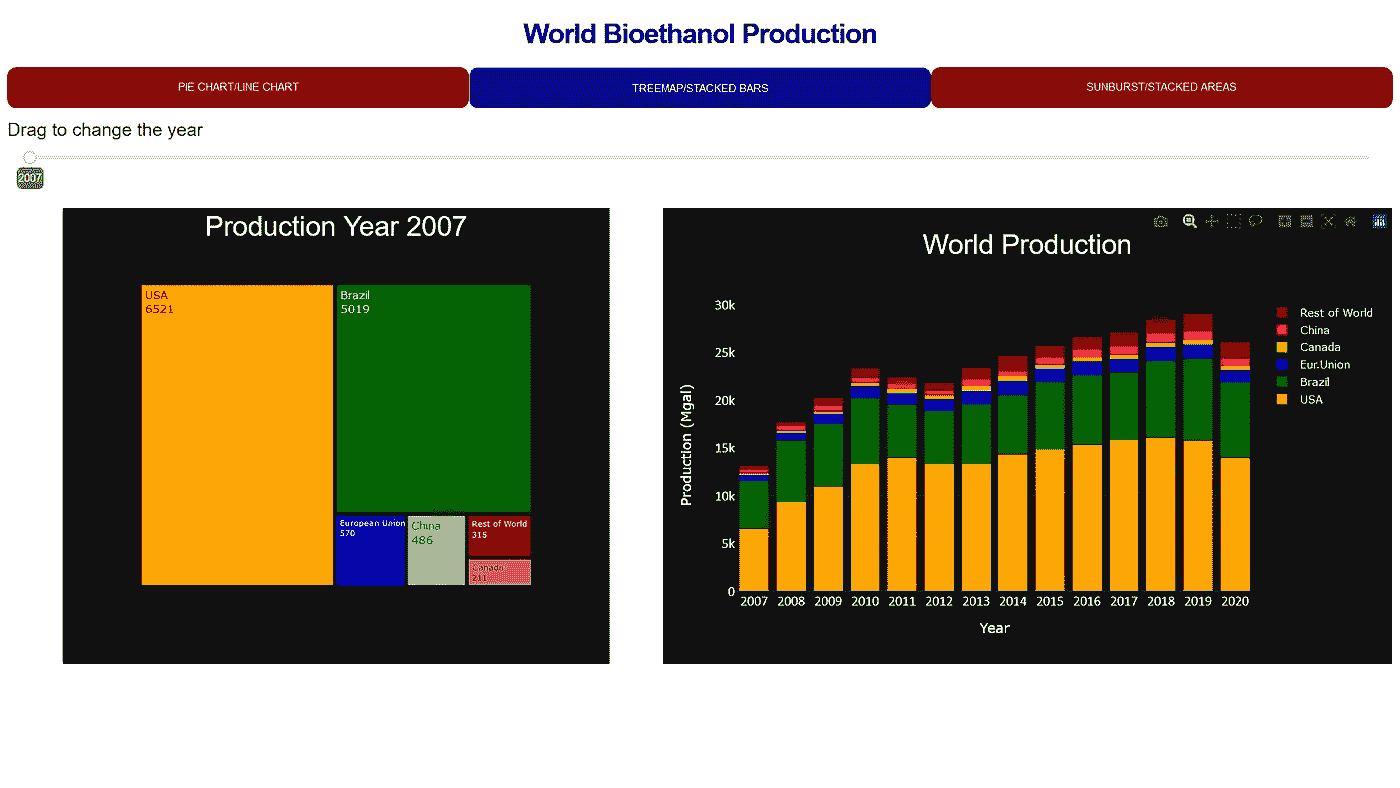 World Bioethanol Production
PIE CHART/LINE CHART
TREEMAP/STACKED BARS
SUNBURST/STACKED AREAS
Drag to change the year
2007
Production Year 2007
USA
6521
Brazil
5019
European Union
570
China
486
Rest of World
315
Canada
211
World Production
Production (Mgal)
30k
25k
20k
15k
10k
5k
0
2007 2008 2009 2010 2011 2012 2013 2014 2015 2016 2017 2018 2019 2020
Year
Rest of World
China
Canada
Eur.Union
Brazil
USA